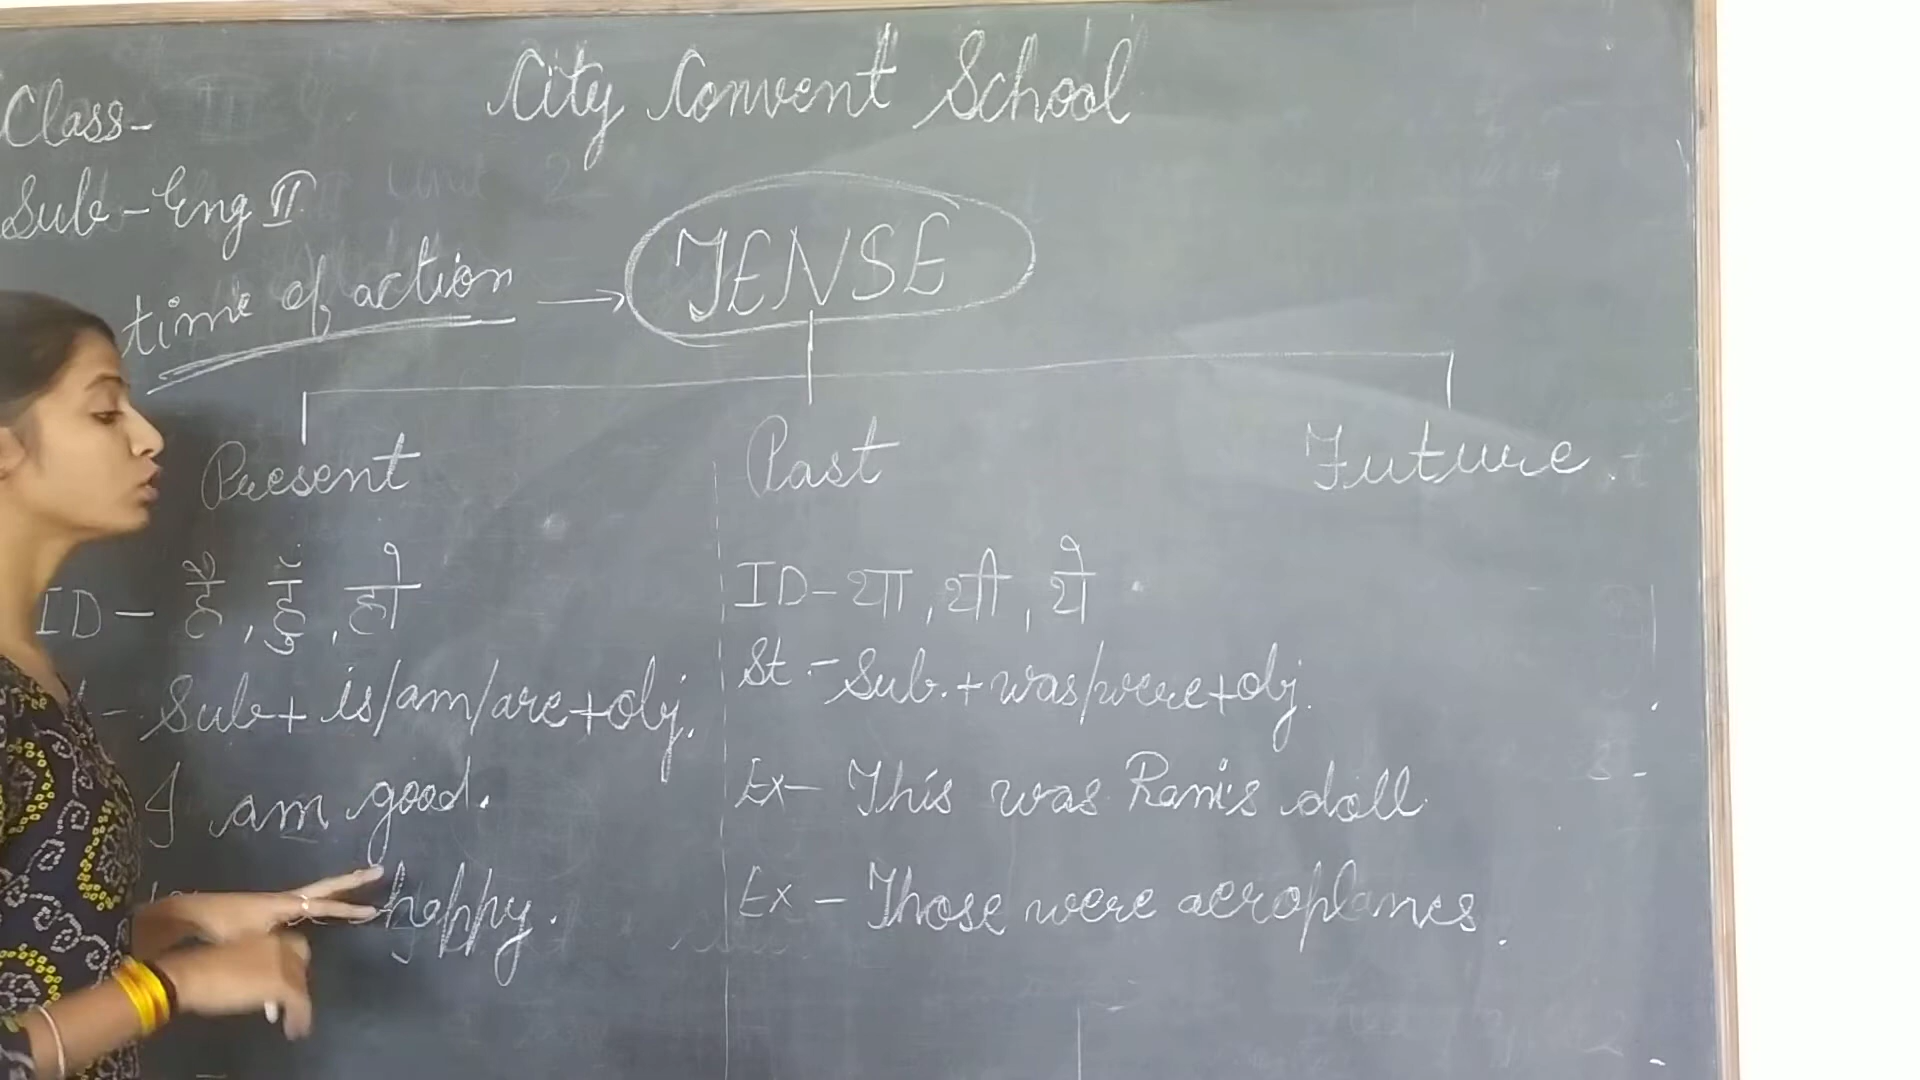 City Convent School
Class-
Sub-Eng II
time of action → TENSE
Present
ID - है, हुँ, हो
- Sub + is/am/are + obj.
I am good.
happy.
Past
ID - था, थी, थे
St :- Sub. + was/were + obj.
Ex - This was Rani's doll.
Ex - Those were aeroplanes.
Future